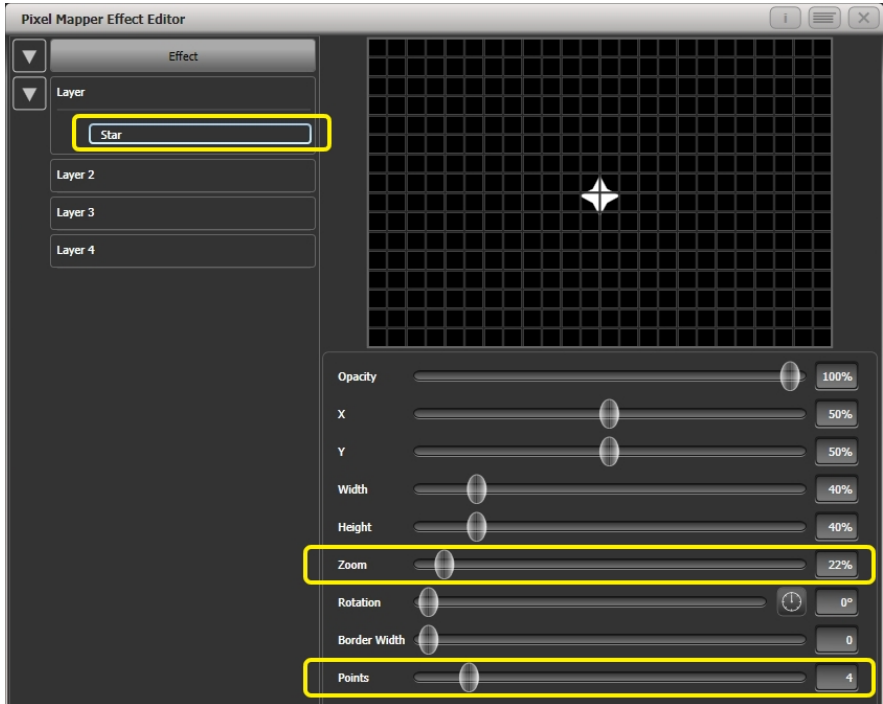 Pixel Mapper Effect Editor
i
Effect
Layer
Star
Layer 2
Layer 3
Layer 4
Opacity 100%
X 50%
Y 50%
Width 40%
Height 40%
Zoom 22%
Rotation 0°
Border Width 0
Points 4